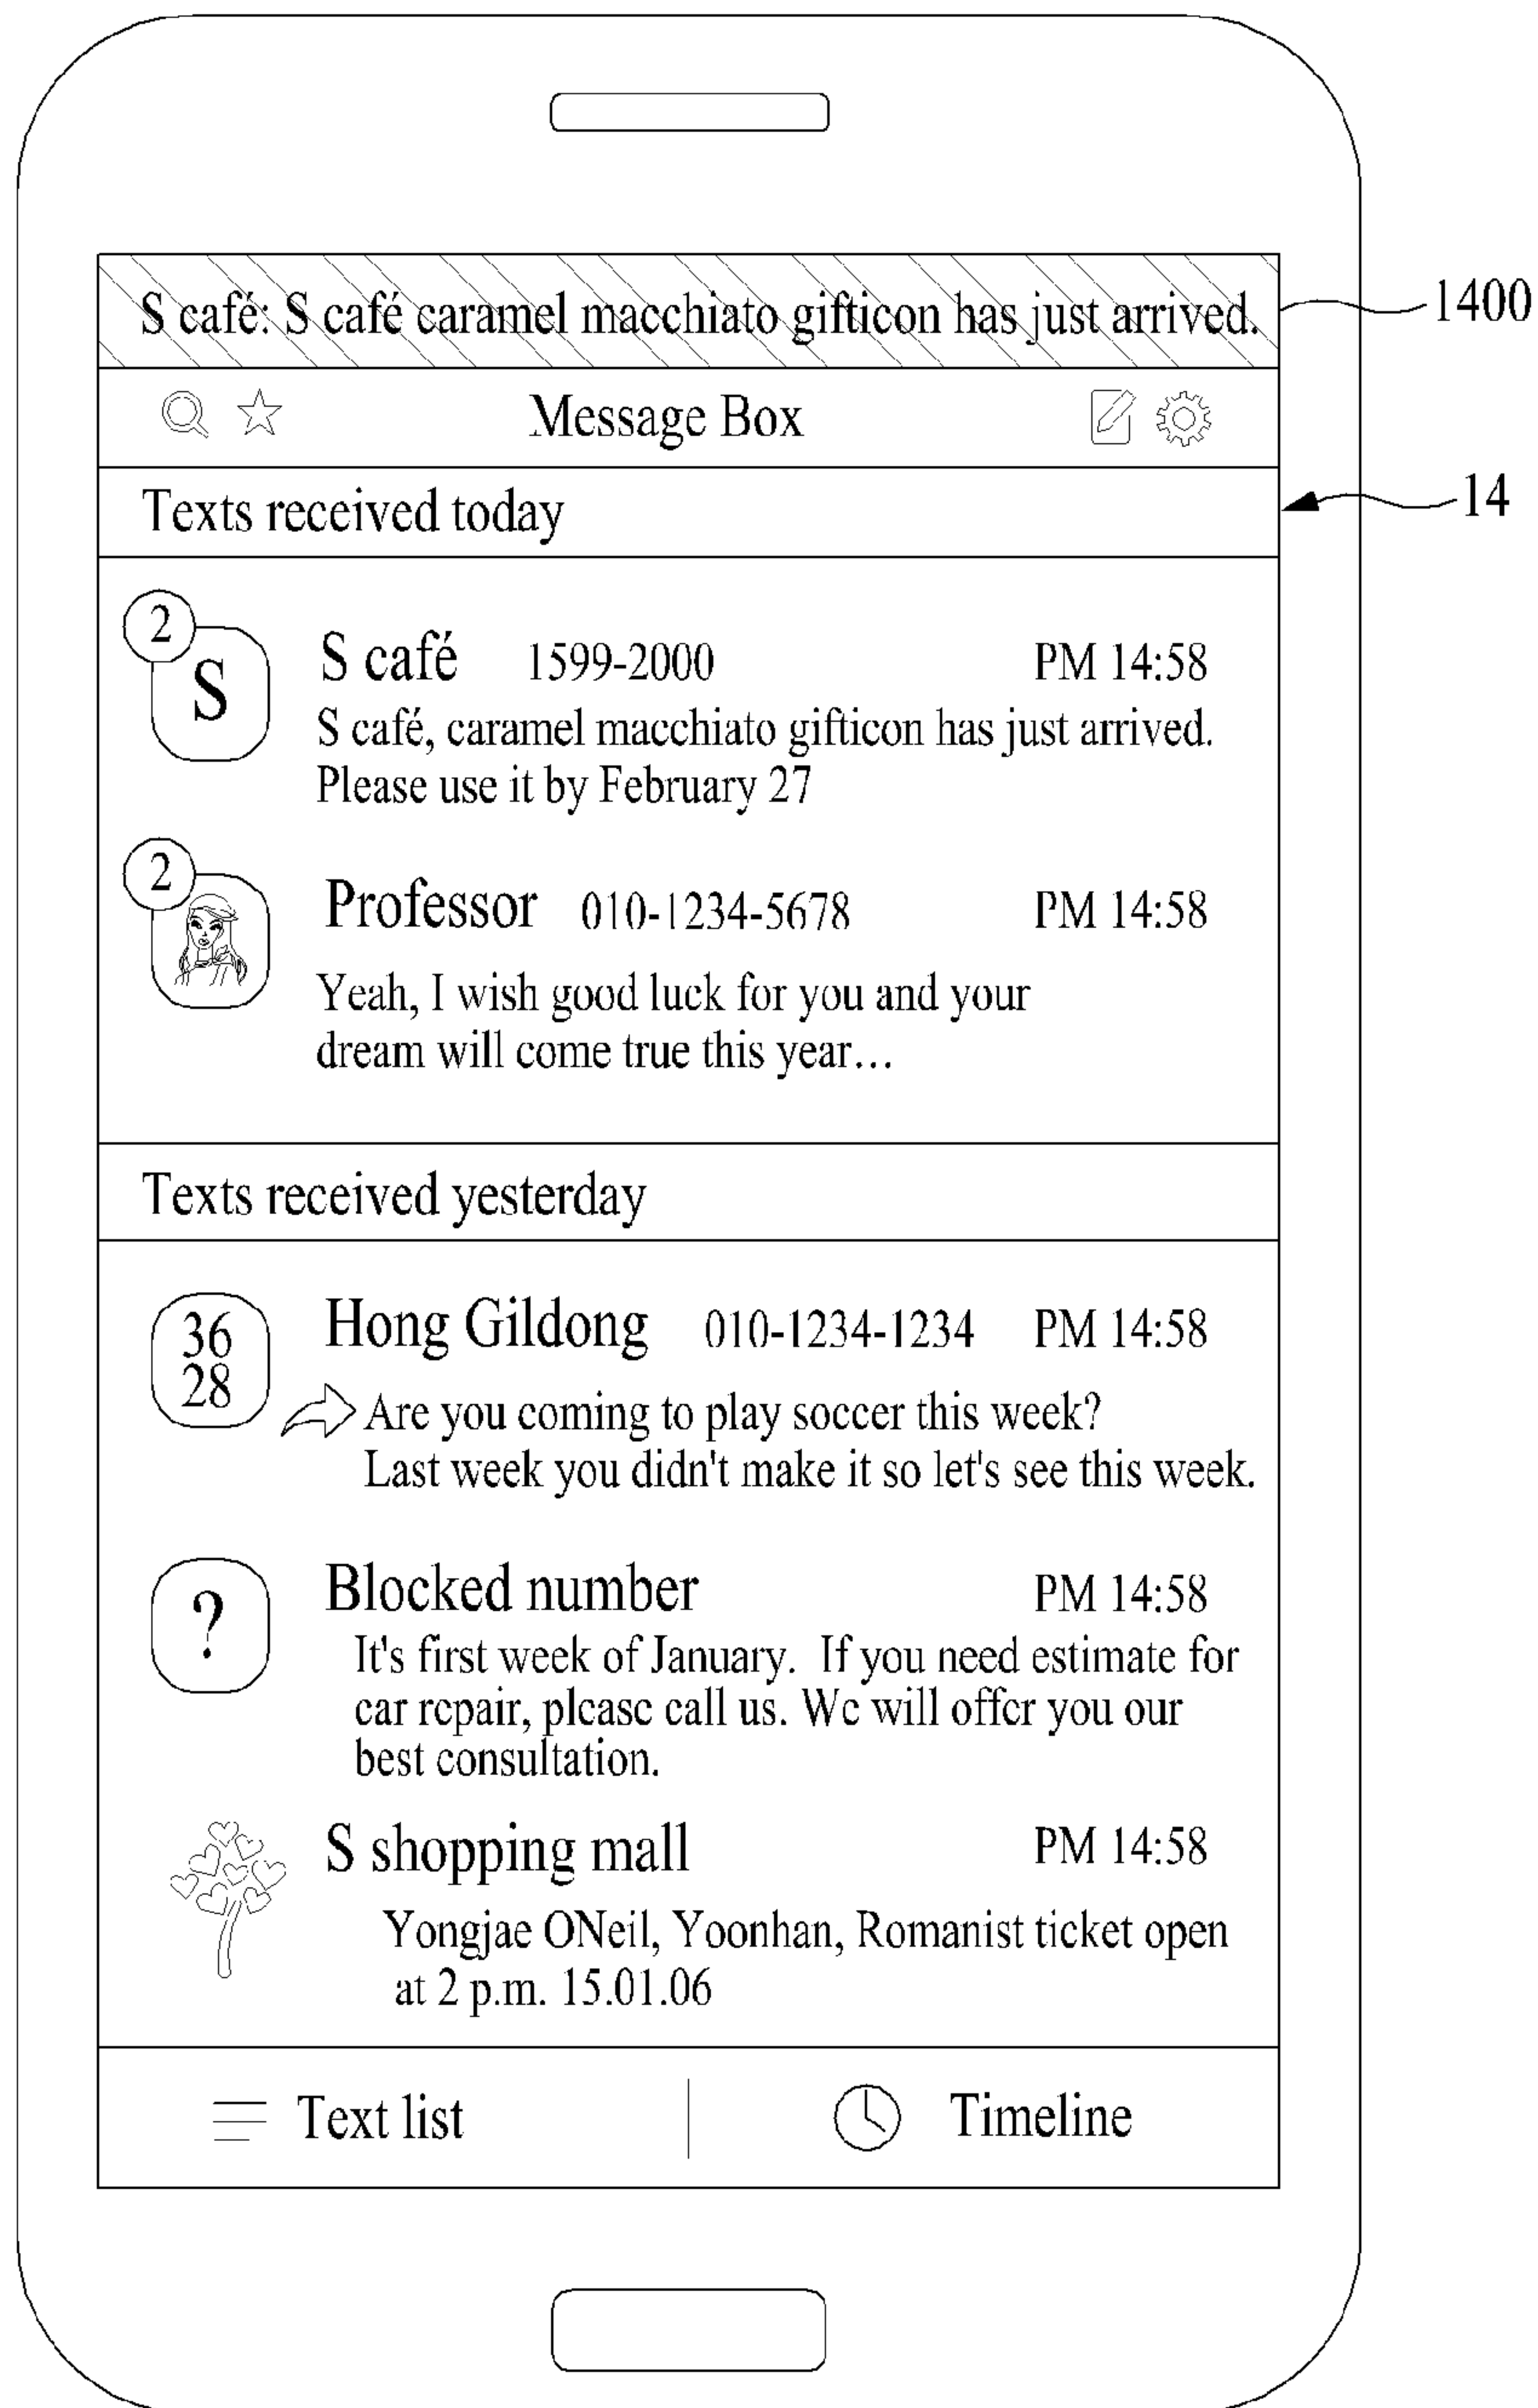 S café: S café caramel macchiato gifticon has just arrived.
1400
Message Box
14
Texts received today
2
S
S café 1599-2000 PM 14:58
S café, caramel macchiato gifticon has just arrived.
Please use it by February 27
2
Professor 010-1234-5678 PM 14:58
Yeah, I wish good luck for you and your
dream will come true this year...
Texts received yesterday
36
28
Hong Gildong 010-1234-1234 PM 14:58
Are you coming to play soccer this week?
Last week you didn't make it so let's see this week.
?
Blocked number PM 14:58
It's first week of January. If you need estimate for
car repair, please call us. We will offer you our
best consultation.
S shopping mall PM 14:58
Yongjae ONeil, Yoonhan, Romanist ticket open
at 2 p.m. 15.01.06
Text list
Timeline